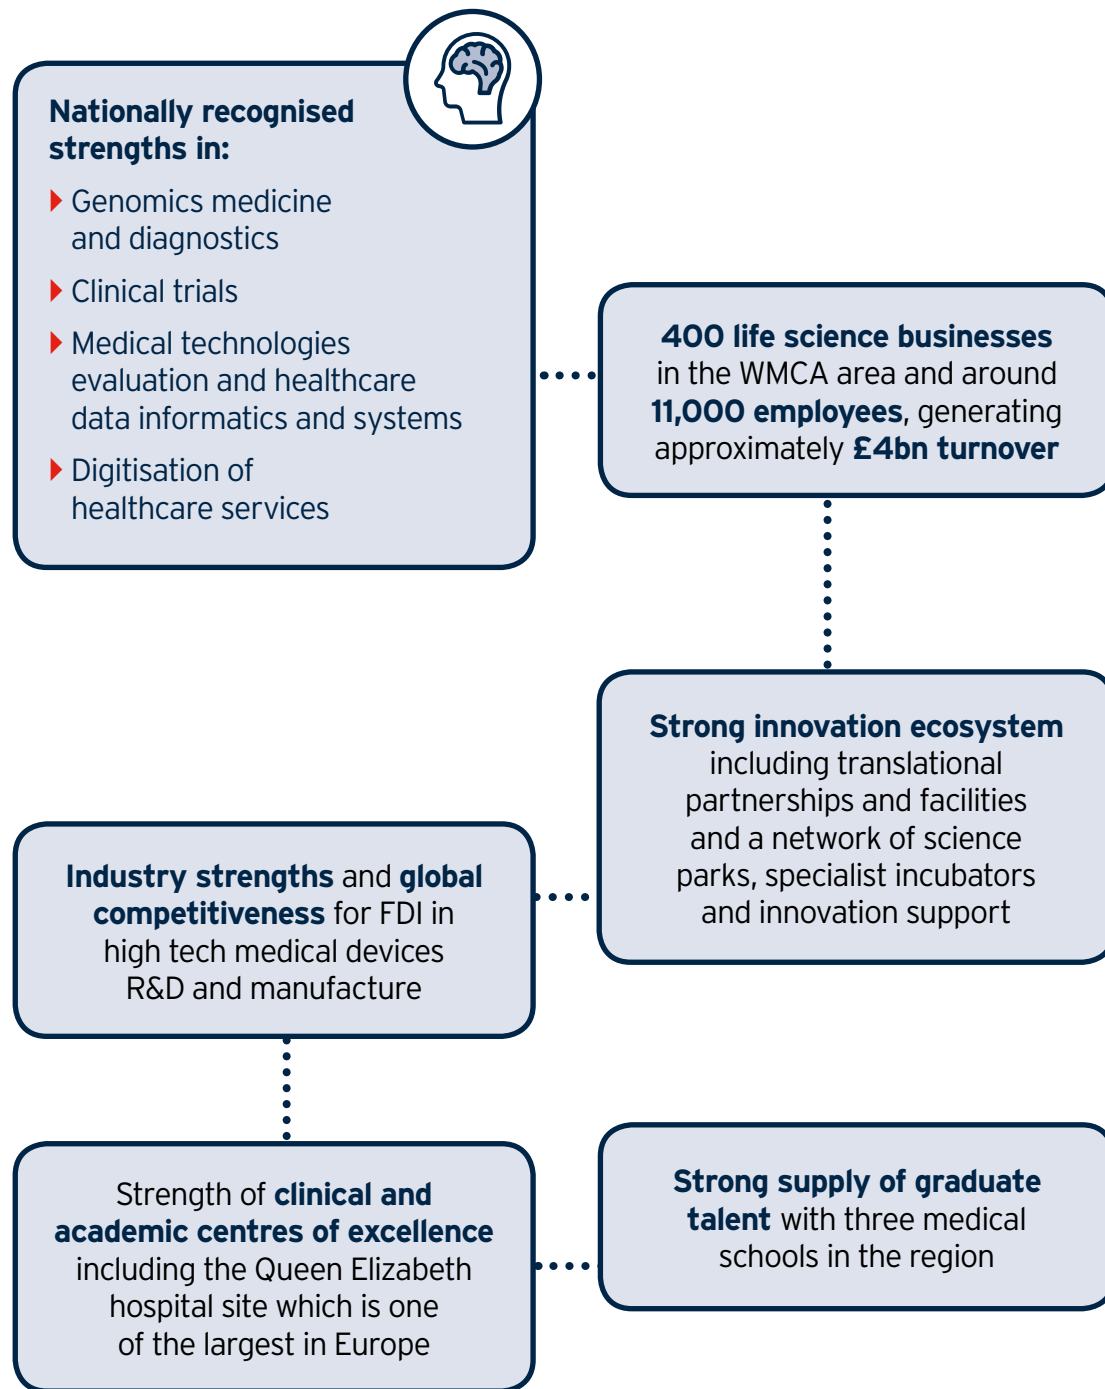 Nationally recognised
strengths in:
Genomics medicine
and diagnostics
Clinical trials
Medical technologies
evaluation and healthcare
data informatics and systems
Digitisation of
healthcare services
400 life science businesses
in the WMCA area and around
11,000 employees, generating
approximately £4bn turnover
Strong innovation ecosystem
including translational
partnerships and facilities
and a network of science
parks, specialist incubators
and innovation support
Industry strengths and global
competitiveness for FDI in
high tech medical devices
R&D and manufacture
Strength of clinical and
academic centres of excellence
including the Queen Elizabeth
hospital site which is one
of the largest in Europe
Strong supply of graduate
talent with three medical
schools in the region